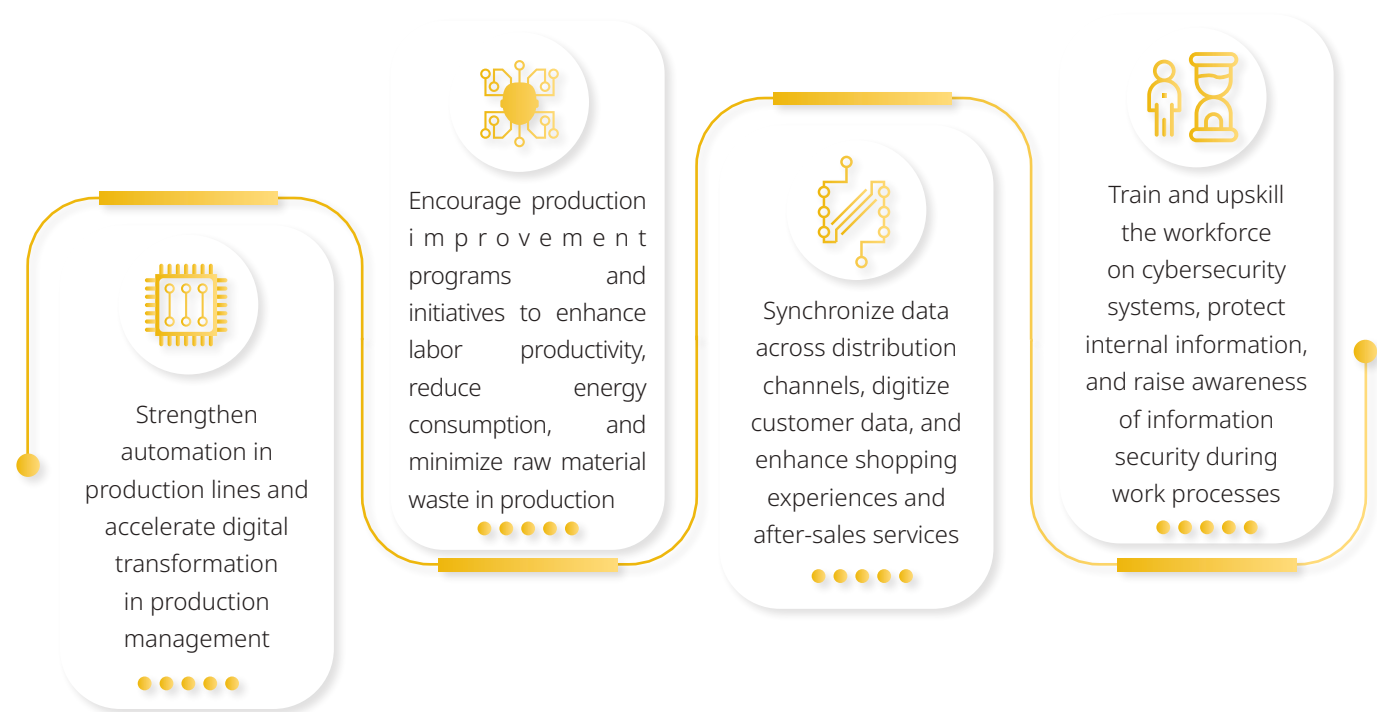 Strengthen
automation in
production lines and
accelerate digital
transformation
in production
management
Encourage production
improvement
programs and
initiatives to enhance
labor productivity,
reduce energy
consumption, and
minimize raw material
waste in production
Synchronize data
across distribution
channels, digitize
customer data, and
enhance shopping
experiences and
after-sales services
Train and upskill
the workforce
on cybersecurity
systems, protect
internal information,
and raise awareness
of information
security during
work processes